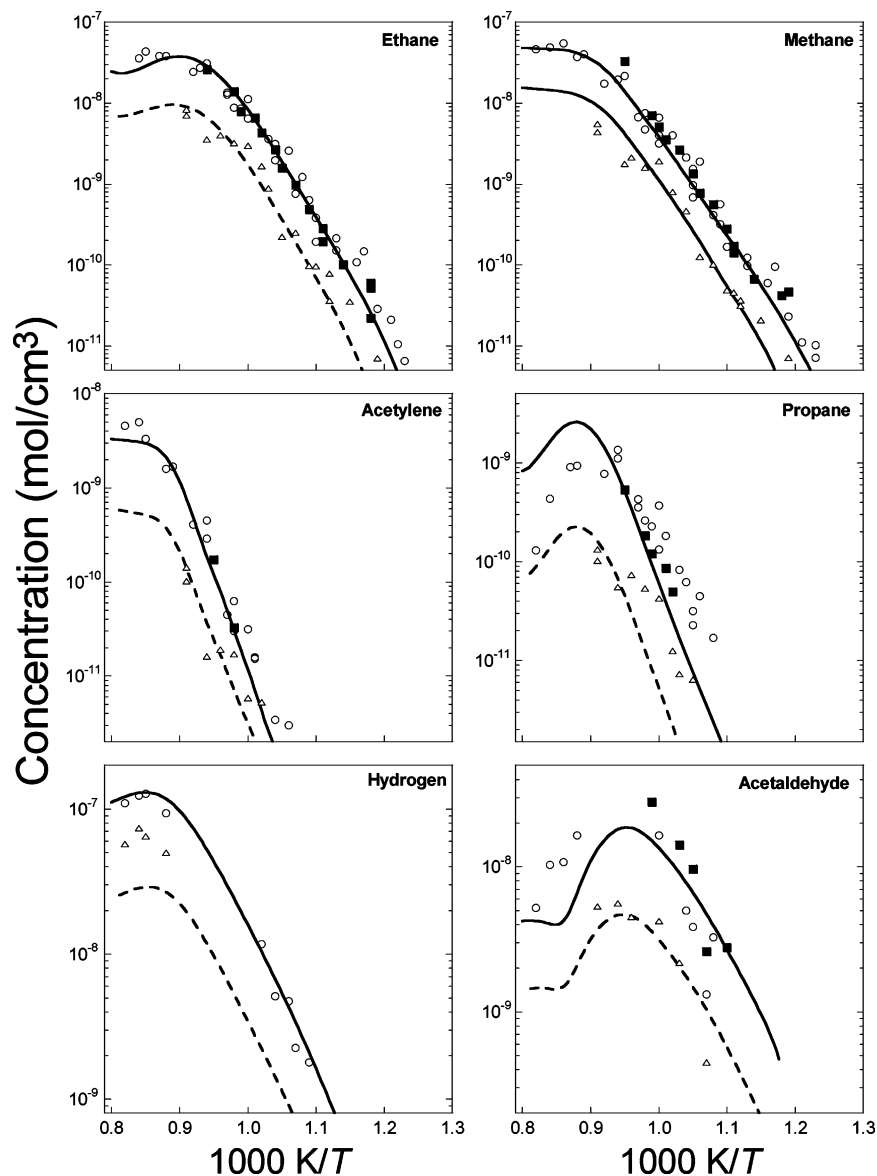 Concentration (mol/cm³)
Ethane
10⁻⁷
10⁻⁸
10⁻⁹
10⁻¹⁰
10⁻¹¹
Methane
10⁻⁷
10⁻⁸
10⁻⁹
10⁻¹⁰
10⁻¹¹
Acetylene
10⁻⁸
10⁻⁹
10⁻¹⁰
10⁻¹¹
Propane
10⁻⁹
10⁻¹⁰
10⁻¹¹
Hydrogen
10⁻⁷
10⁻⁸
10⁻⁹
0.8 0.9 1.0 1.1 1.2 1.3
1000 K/T
Acetaldehyde
10⁻⁸
10⁻⁹
0.8 0.9 1.0 1.1 1.2 1.3
1000 K/T